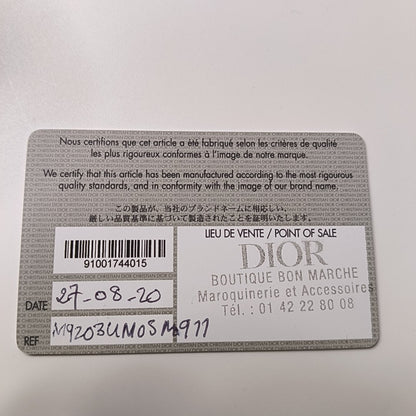 Nous certifions que cet article a été fabriqué selon les critères de qualité
les plus rigoureux conformes à l'image de notre marque.
We certify that this article has been manufactured according to the most rigourous
quality standards, and in conformity with the image of our brand name.
この製品が、当社のブランドネームに相応しい、
厳しい品質基準に基づいて製造されたことを証明いたします。
LIEU DE VENTE / POINT OF SALE
91001744015
DIOR
BOUTIQUE BON MARCHE
Maroquinerie et Accessoires
Tél. : 01 42 22 80 08
DATE 27-08-20
REF M9203UMOSM911